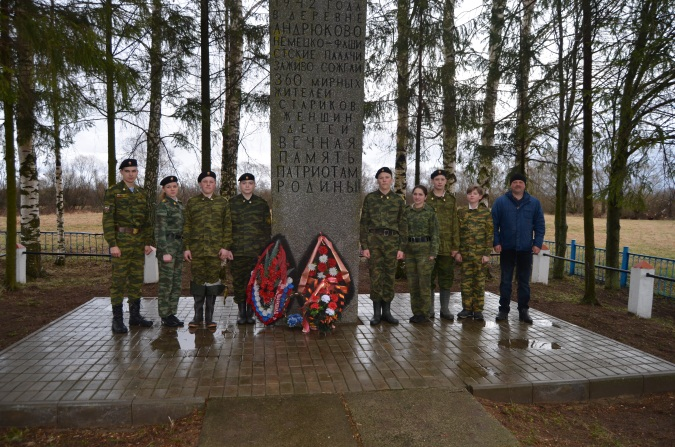 1942 ГОДА
В ДЕРЕВНЕ
АНДРЮКОВО
НЕМЕЦКО-ФАШИ
СТСКИЕ ПАЛАЧИ
ЗАЖИВО СОЖГЛИ
360 МИРНЫХ
ЖИТЕЛЕЙ
СТАРИКОВ
ЖЕНЩИН
ДЕТЕЙ
ВЕЧНАЯ
ПАМЯТЬ
ПАТРИОТАМ
РОДИНЫ